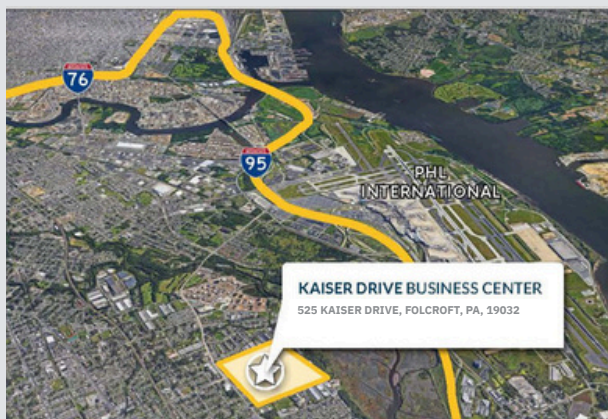 76
95
PHL
INTERNATIONAL
KAISER DRIVE BUSINESS CENTER
525 KAISER DRIVE, FOLCROFT, PA, 19032